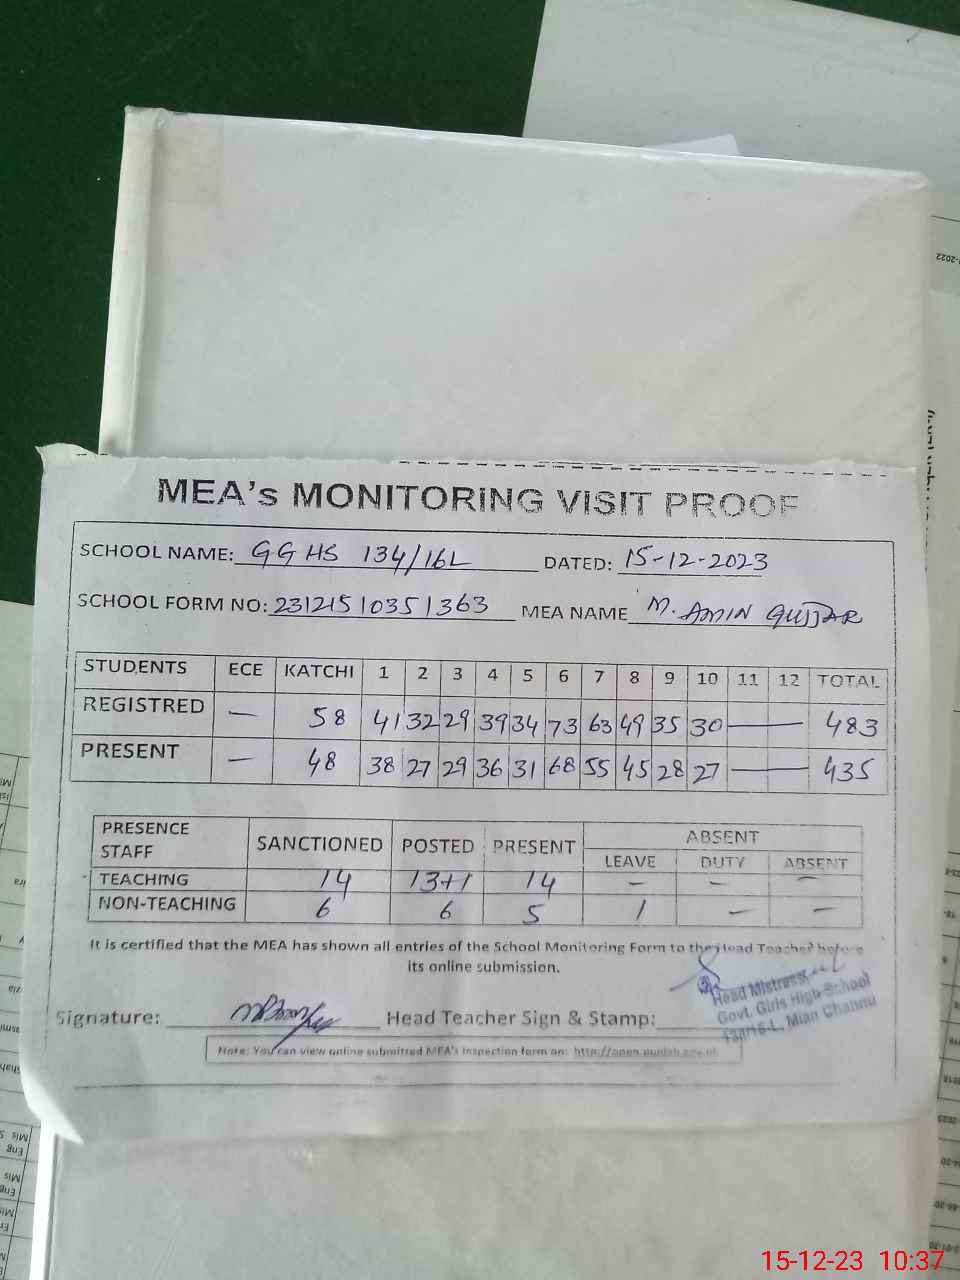 MEA's MONITORING VISIT PROOF
SCHOOL NAME: GGHS 134/16L DATED: 15-12-2023
SCHOOL FORM NO: 23121510351363 MEA NAME M. AMIN GUJJAR
STUDENTS ECE KATCHI 1 2 3 4 5 6 7 8 9 10 11 12 TOTAL
REGISTRED — 58 41 32 29 39 34 73 63 49 35 30 — 483
PRESENT — 48 38 27 29 36 31 68 55 45 28 27 — 435
PRESENCE STAFF SANCTIONED POSTED PRESENT ABSENT
LEAVE DUTY ABSENT
TEACHING 14 13+1 14 — — —
NON-TEACHING 6 6 5 1 — —
It is certified that the MEA has shown all entries of the School Monitoring Form to the Head Teacher before
its online submission.
Head Mistress
Govt. Girls High School
134/16-L, Mian Channu
Signature: Head Teacher Sign & Stamp:
Note: You can view online submitted MEA's inspection form on: http://open.punjab.gov.pk
15-12-23 10:37